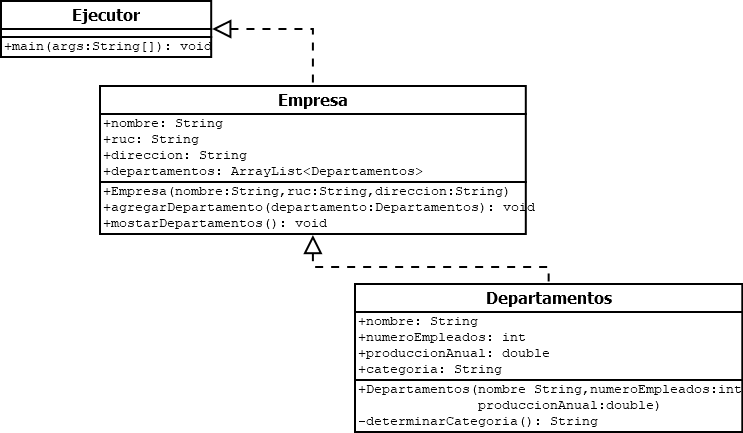 Ejecutor
+main(args:String[]): void
Empresa
+nombre: String
+ruc: String
+direccion: String
+departamentos: ArrayList<Departamentos>
+Empresa(nombre:String,ruc:String,direccion:String)
+agregarDepartamento(departamento:Departamentos): void
+mostarDepartamentos(): void
Departamentos
+nombre: String
+numeroEmpleados: int
+produccionAnual: double
+categoria: String
+Departamentos(nombre String,numeroEmpleados:int
produccionAnual:double)
-determinarCategoria(): String